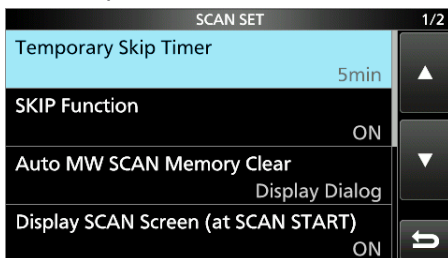 SCAN SET
1/2
Temporary Skip Timer
5min
SKIP Function
ON
Auto MW SCAN Memory Clear
Display Dialog
Display SCAN Screen (at SCAN START)
ON